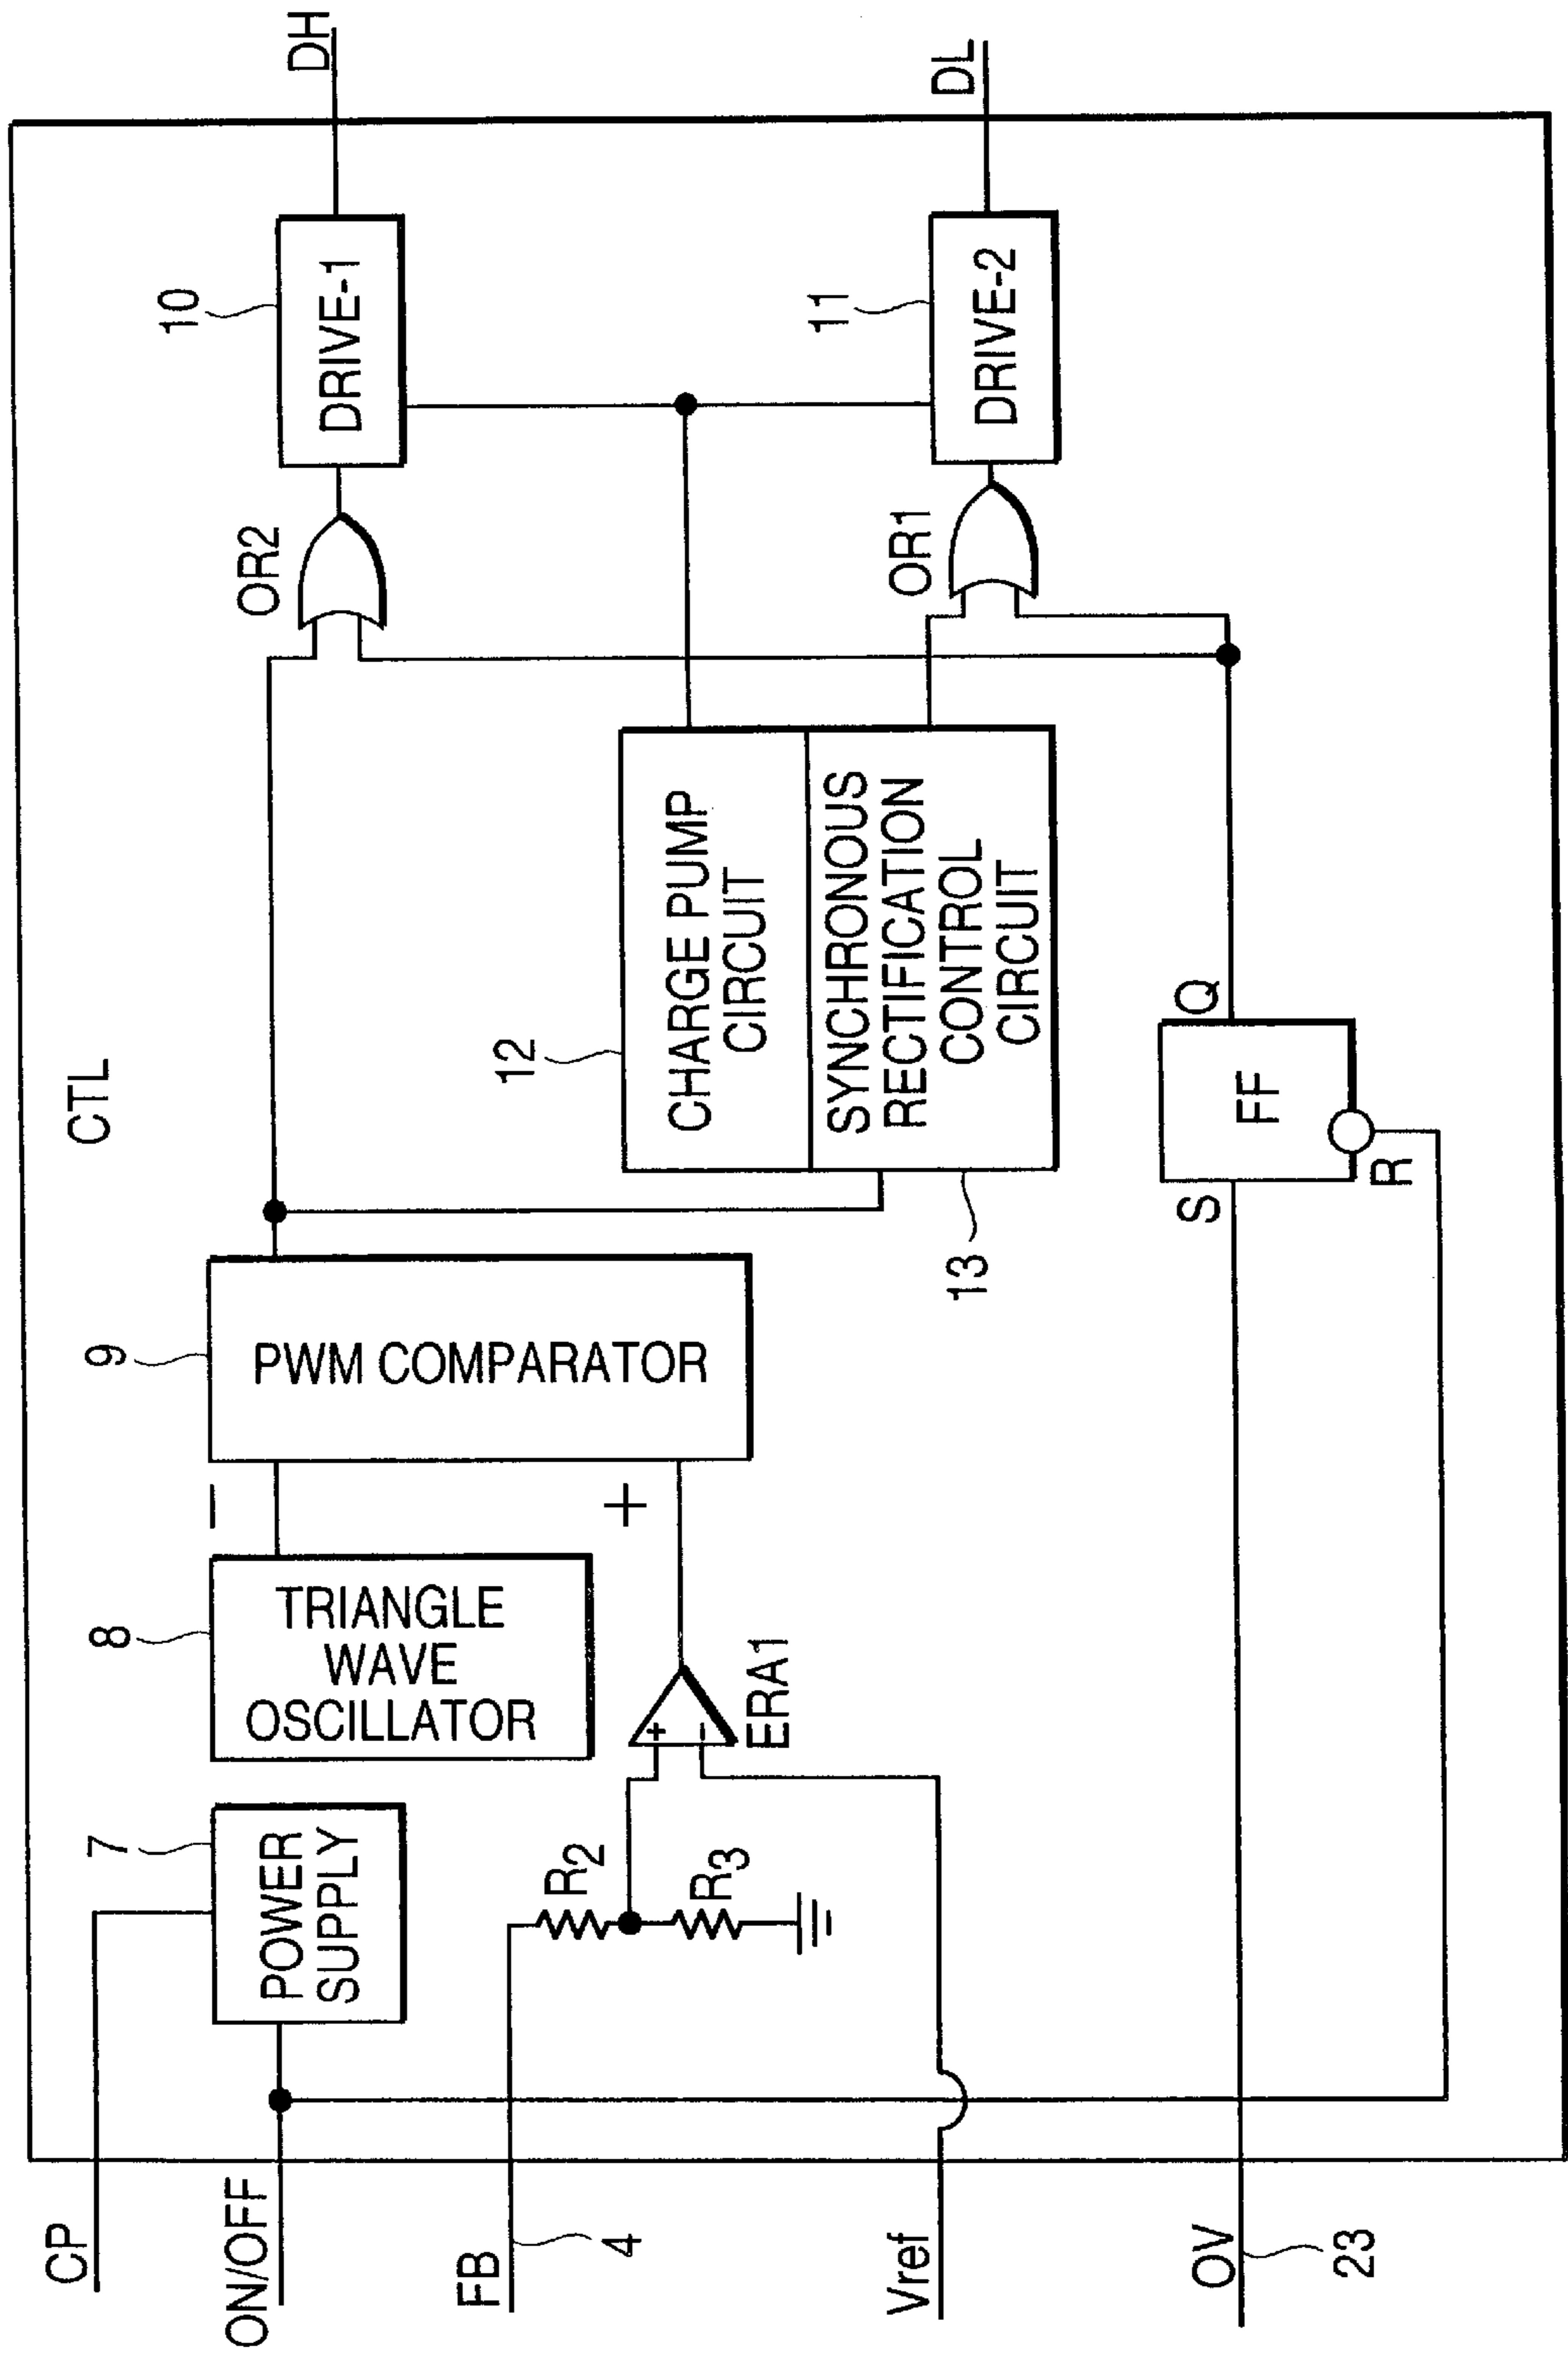 CTL
CP
ON/OFF
FB
4
Vref
OV
23
7
POWER
SUPPLY
8
TRIANGLE
WAVE
OSCILLATOR
R2
R3
+
−
ERA1
−
+
9
PWM COMPARATOR
12
CHARGE PUMP
CIRCUIT
SYNCHRONOUS
RECTIFICATION
CONTROL
CIRCUIT
13
S
FF
Q
R
OR2
OR1
10
DRIVE-1
11
DRIVE-2
DH
DL